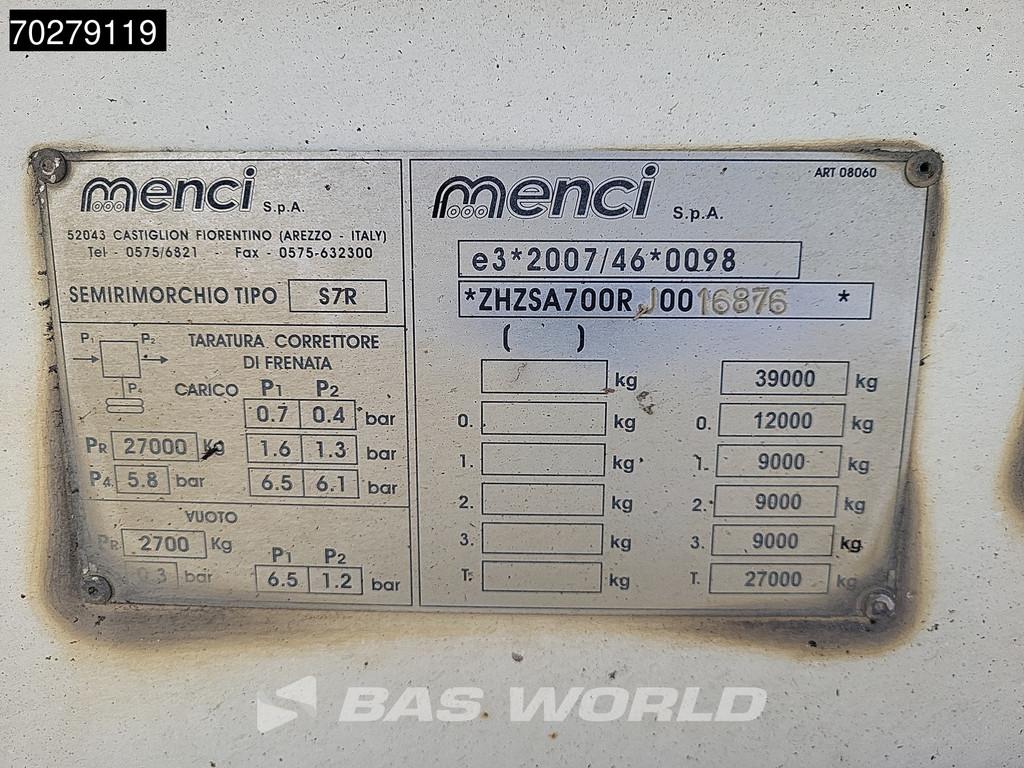 70279119
menci S.p.A.
52043 CASTIGLION FIORENTINO (AREZZO - ITALY)
Tel - 0575/6821 - Fax - 0575-632300
SEMIRIMORCHIO TIPO S7R
P1 P2
P4
TARATURA CORRETTORE
DI FRENATA
CARICO P1 P2
0.7 0.4 bar
PR 27000 Kg 1.6 1.3 bar
P4 5.8 bar 6.5 6.1 bar
VUOTO
PR 2700 Kg P1 P2
0.3 bar 6.5 1.2 bar
menci S.p.A.
ART 08060
e3*2007/46*0098
*ZHZSA700RJ0016876 *
( )
kg 39000 kg
0. kg 0. 12000 kg
1. kg 1. 9000 kg
2. kg 2. 9000 kg
3. kg 3. 9000 kg
T. kg T. 27000 kg
BAS WORLD